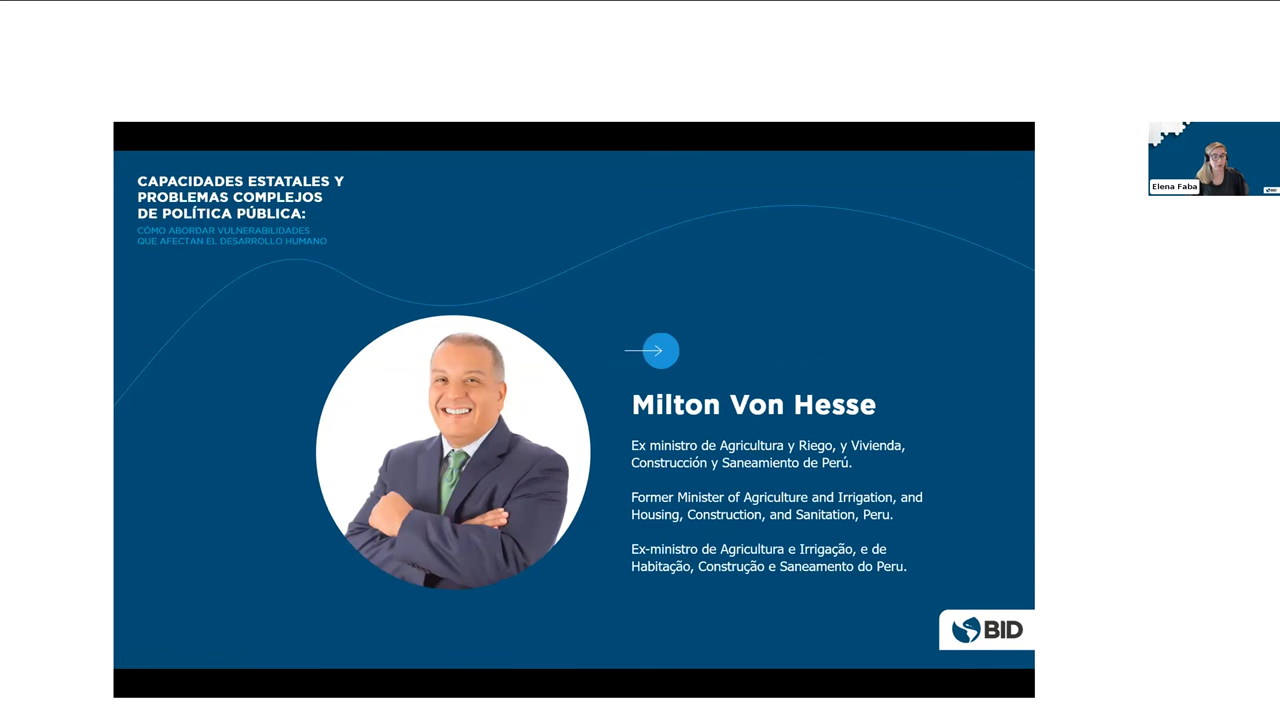 CAPACIDADES ESTATALES Y
PROBLEMAS COMPLEJOS
DE POLÍTICA PÚBLICA:
CÓMO ABORDAR VULNERABILIDADES
QUE AFECTAN EL DESARROLLO HUMANO
Milton Von Hesse
Ex ministro de Agricultura y Riego, y Vivienda,
Construcción y Saneamiento de Perú.
Former Minister of Agriculture and Irrigation, and
Housing, Construction, and Sanitation, Peru.
Ex-ministro de Agricultura e Irrigação, e de
Habitação, Construção e Saneamento do Peru.
BID
Elena Faba
BID